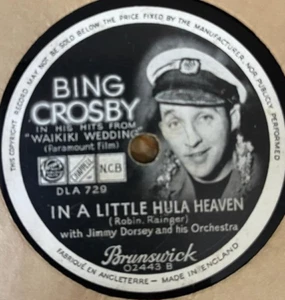 THIS COPYRIGHT RECORD MAY NOT BE SOLD BELOW THE PRICE FIXED BY THE MANUFACTURER, NOR PUBLICLY PERFORMED
BING
CROSBY
IN HIS HITS FROM
"WAIKIKI WEDDING"
(Paramount Film)
CHAPPELL
N.C.B
DLA 729
IN A LITTLE HULA HEAVEN
(Robin. Rainger)
with Jimmy Dorsey and his Orchestra
Brunswick
02443 B
FABRIQUÉ EN ANGLETERRE - MADE IN ENGLAND